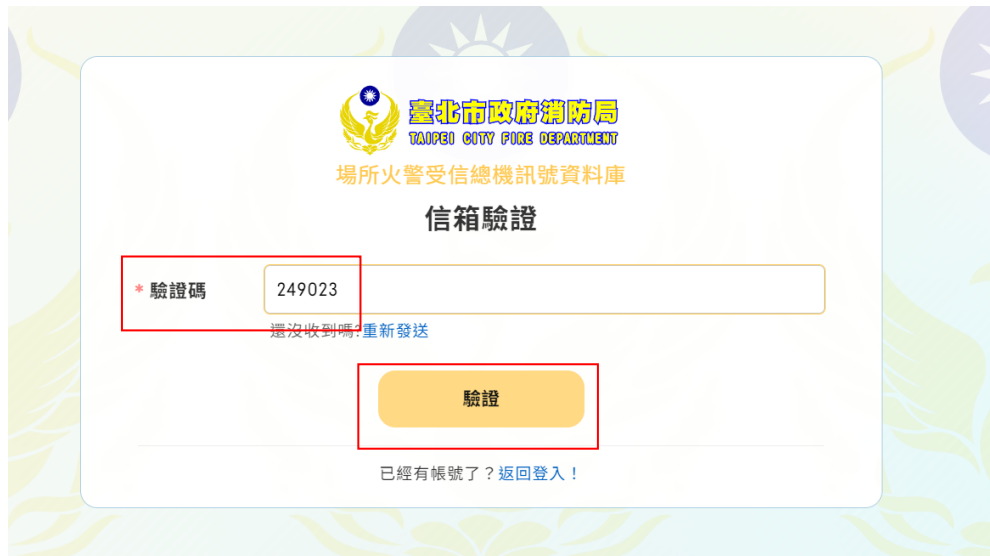 臺北市政府消防局
TAIPEI CITY FIRE DEPARTMENT
場所火警受信總機訊號資料庫
信箱驗證
* 驗證碼 249023
還沒收到嗎?重新發送
驗證
已經有帳號了？返回登入！